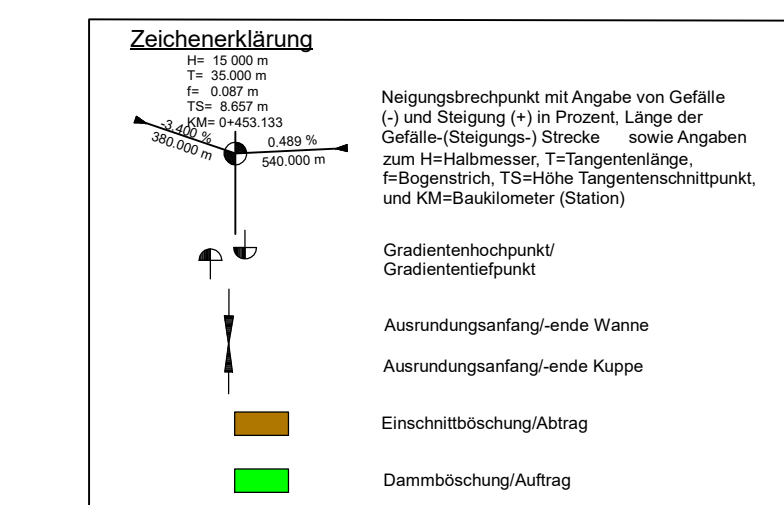 Zeichenerklärung
H= 15 000 m
T= 35.000 m
f= 0.087 m
TS= 8.657 m
KM= 0+453.133
-3.400 %
380.000 m
0.489 %
540.000 m
Neigungsbrechpunkt mit Angabe von Gefälle
(-) und Steigung (+) in Prozent, Länge der
Gefälle-(Steigungs-) Strecke sowie Angaben
zum H=Halbmesser, T=Tangentenlänge,
f=Bogenstrich, TS=Höhe Tangentenschnittpunkt,
und KM=Baukilometer (Station)
Gradientenhochpunkt/
Gradiententiefpunkt
Ausrundungsanfang/-ende Wanne
Ausrundungsanfang/-ende Kuppe
Einschnittböschung/Abtrag
Dammböschung/Auftrag